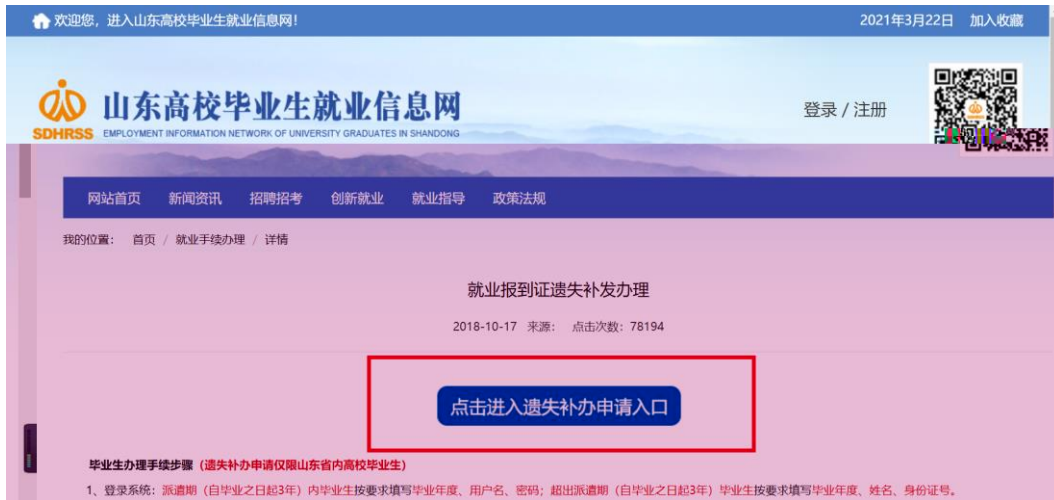 欢迎您，进入山东高校毕业生就业信息网！ 2021年3月22日 加入收藏
山东高校毕业生就业信息网
SDHRSS EMPLOYMENT INFORMATION NETWORK OF UNIVERSITY GRADUATES IN SHANDONG
登录 / 注册
网站首页 新闻资讯 招聘招考 创新就业 就业指导 政策法规
我的位置： 首页 / 就业手续办理 / 详情
就业报到证遗失补发办理
2018-10-17 来源： 点击次数：78194
点击进入遗失补办申请入口
毕业生办理手续步骤（遗失补办申请仅限山东省内高校毕业生）
1、登录系统：派遣期（自毕业之日起3年）内毕业生按要求填写毕业年度、用户名、密码；超出派遣期（自毕业之日起3年）毕业生按要求填写毕业年度、姓名、身份证号。